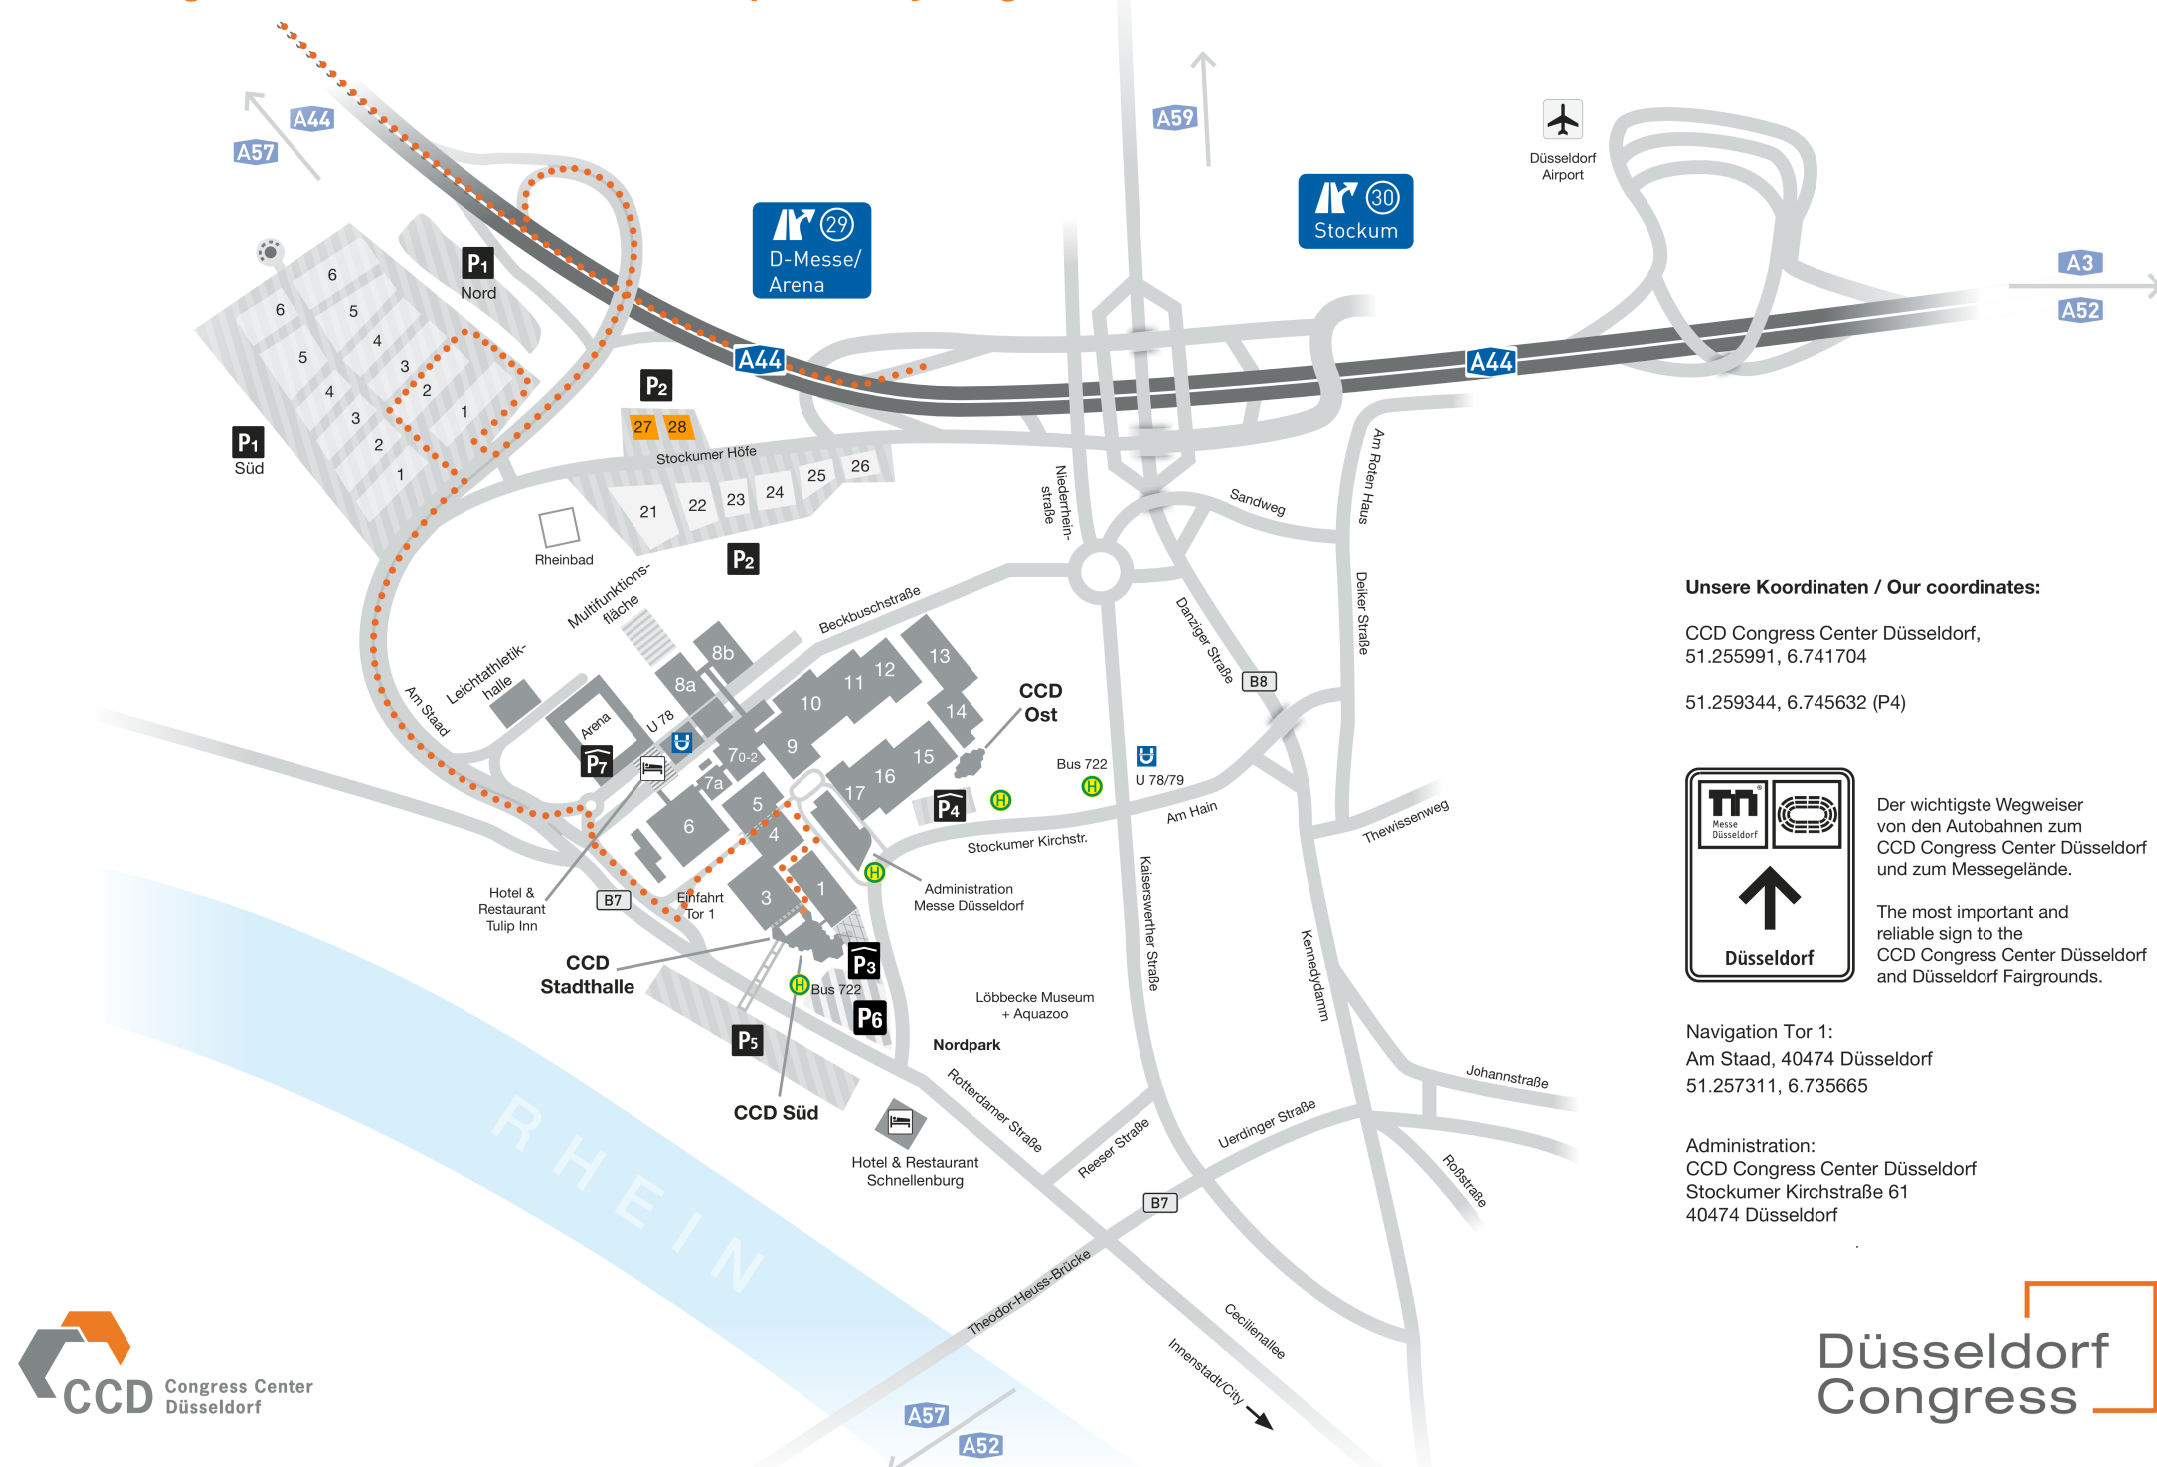 A44
A57
A59
Düsseldorf
Airport
29
D-Messe/
Arena
30
Stockum
A3
A52
P1
Nord
6
6
5
5
4
4
3
3
2
2
1
1
P1
Süd
A44
A44
P2
27
28
Stockumer Höfe
21
22
23
24
25
26
P2
Rheinbad
Niederrhein-
straße
Sandweg
Am Roten Haus
Deiker Straße
Danziger Straße
B8
Beckbuschstraße
Multifunktions-
fläche
Leichtathletik-
halle
Am Staad
Arena
U 78
P7
8b
8a
70-2
7a
6
5
4
3
1
9
10
11
12
13
14
15
16
17
CCD
Ost
P4
Bus 722
U 78/79
Am Hain
Stockumer Kirchstr.
Thewissenweg
Administration
Messe Düsseldorf
Hotel &
Restaurant
Tulip Inn
B7
Einfahrt
Tor 1
CCD
Stadthalle
P3
Bus 722
P6
P5
CCD Süd
Löbbecke Museum
+ Aquazoo
Nordpark
Kaiserswerther Straße
Kennedydamm
Hotel & Restaurant
Schnellenburg
Rotterdamer Straße
Reeser Straße
Uerdinger Straße
Johannstraße
Roßstraße
B7
Theodor-Heuss-Brücke
Cecilienallee
Innenstadt/City
RHEIN
A57
A52
Unsere Koordinaten / Our coordinates:
CCD Congress Center Düsseldorf,
51.255991, 6.741704
51.259344, 6.745632 (P4)
Messe
Düsseldorf
Düsseldorf
Der wichtigste Wegweiser
von den Autobahnen zum
CCD Congress Center Düsseldorf
und zum Messegelände.
The most important and
reliable sign to the
CCD Congress Center Düsseldorf
and Düsseldorf Fairgrounds.
Navigation Tor 1:
Am Staad, 40474 Düsseldorf
51.257311, 6.735665
Administration:
CCD Congress Center Düsseldorf
Stockumer Kirchstraße 61
40474 Düsseldorf
CCD
Congress Center
Düsseldorf
Düsseldorf
Congress